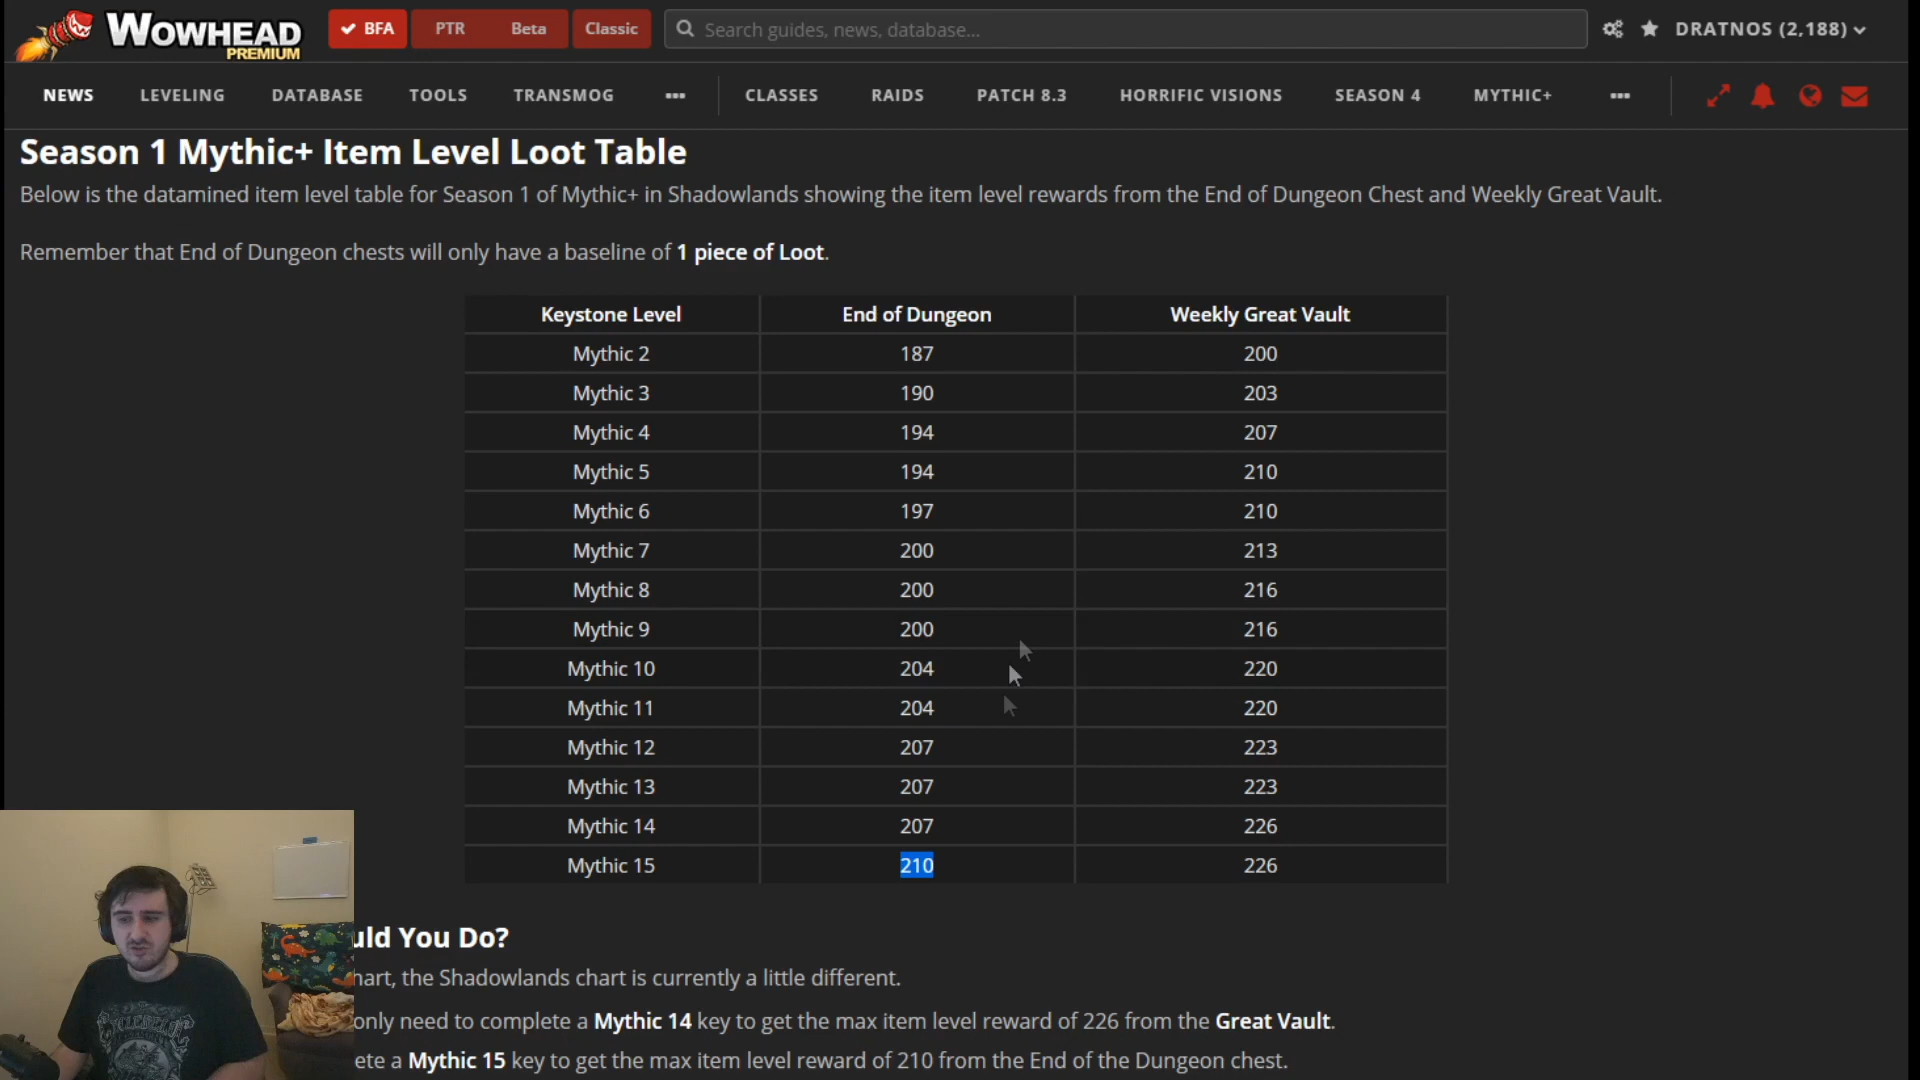 WOWHEAD
PREMIUM
BFA
PTR
Beta
Classic
Search guides, news, database...
DRATNOS (2,188)
NEWS LEVELING DATABASE TOOLS TRANSMOG ... CLASSES RAIDS PATCH 8.3 HORRIFIC VISIONS SEASON 4 MYTHIC+ ...
Season 1 Mythic+ Item Level Loot Table
Below is the datamined item level table for Season 1 of Mythic+ in Shadowlands showing the item level rewards from the End of Dungeon Chest and Weekly Great Vault.
Remember that End of Dungeon chests will only have a baseline of 1 piece of Loot.
Keystone Level End of Dungeon Weekly Great Vault
Mythic 2 187 200
Mythic 3 190 203
Mythic 4 194 207
Mythic 5 194 210
Mythic 6 197 210
Mythic 7 200 213
Mythic 8 200 216
Mythic 9 200 216
Mythic 10 204 220
Mythic 11 204 220
Mythic 12 207 223
Mythic 13 207 223
Mythic 14 207 226
Mythic 15 210 226
uld You Do?
hart, the Shadowlands chart is currently a little different.
only need to complete a Mythic 14 key to get the max item level reward of 226 from the Great Vault.
ete a Mythic 15 key to get the max item level reward of 210 from the End of the Dungeon chest.